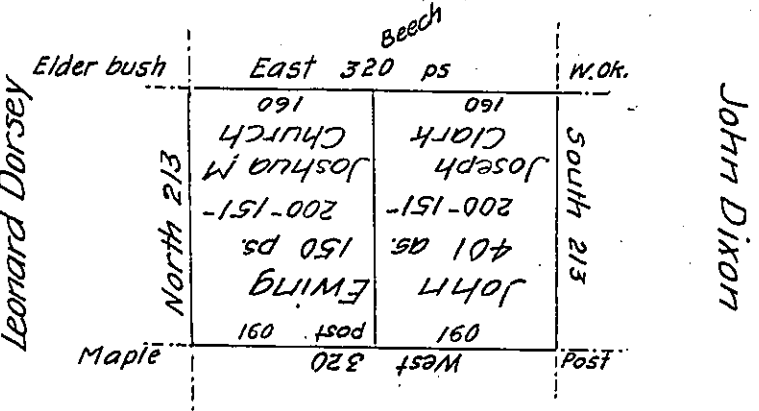 Beech
Elder bush East 320 ps W.Ok.
Leonard Dorsey
North 213
South 213
John Dixon
Maple
Post
West 320
160 post 160
John Ewing
401 as. 150 ps.
200-151- 200-151-
Joseph Joshua M
Clark Church
160 160